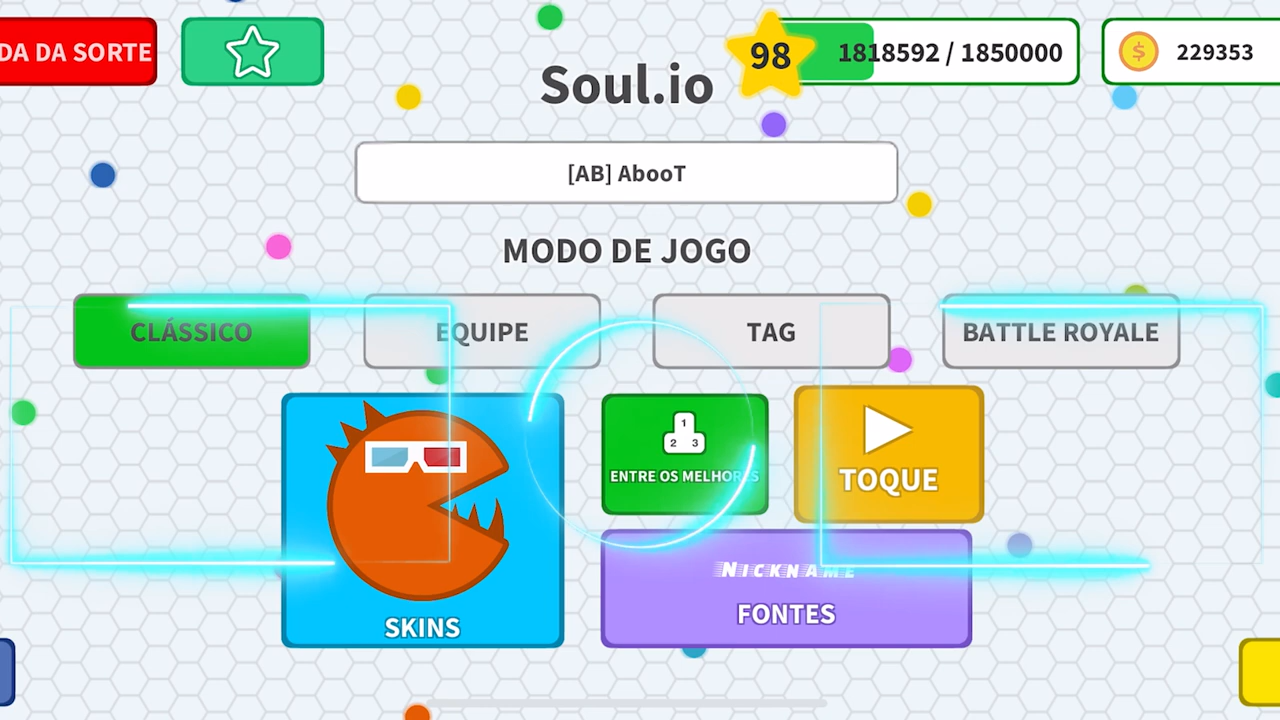 DA DA SORTE
98
1818592 / 1850000
$
229353
Soul.io
[AB] AbooT
MODO DE JOGO
CLÁSSICO
EQUIPE
TAG
BATTLE ROYALE
1
2 3
ENTRE OS MELHORES
TOQUE
NICKNAME
FONTES
SKINS